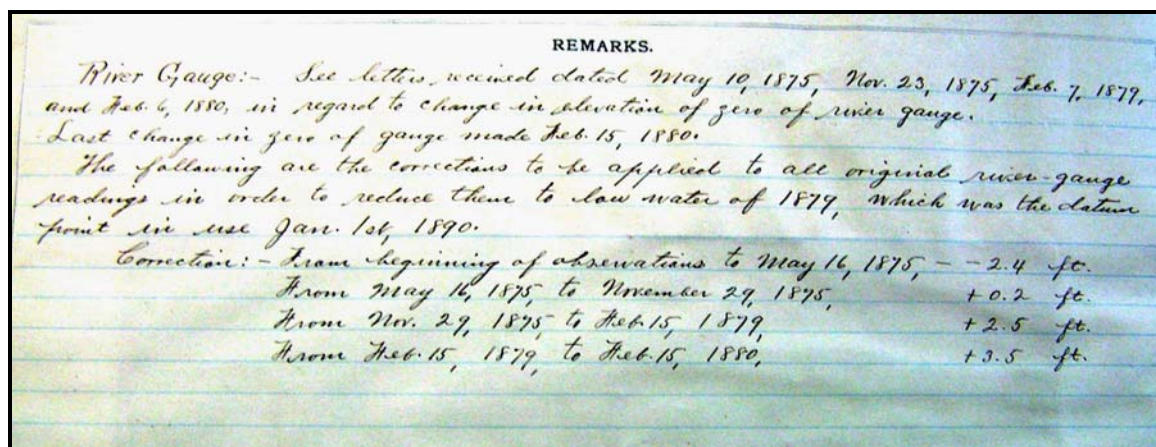 REMARKS.
River Gauge:- See letters received dated May 10, 1875, Nov. 23, 1875, Feb. 7, 1879,
and Feb. 6, 1880, in regard to change in elevation of zero of river gauge.
Last change in zero of gauge made Feb. 15, 1880.
The following are the corrections to be applied to all original river-gauge
readings in order to reduce them to low water of 1879, which was the datum
point in use Jan. 1st, 1890.
Correction:- From beginning of observations to May 16, 1875, - -2.4 ft.
From May 16, 1875, to November 29, 1875, +0.2 ft.
From Nov. 29, 1875 to Feb. 15, 1879, +2.5 ft.
From Feb. 15, 1879, to Feb. 15, 1880, +3.5 ft.